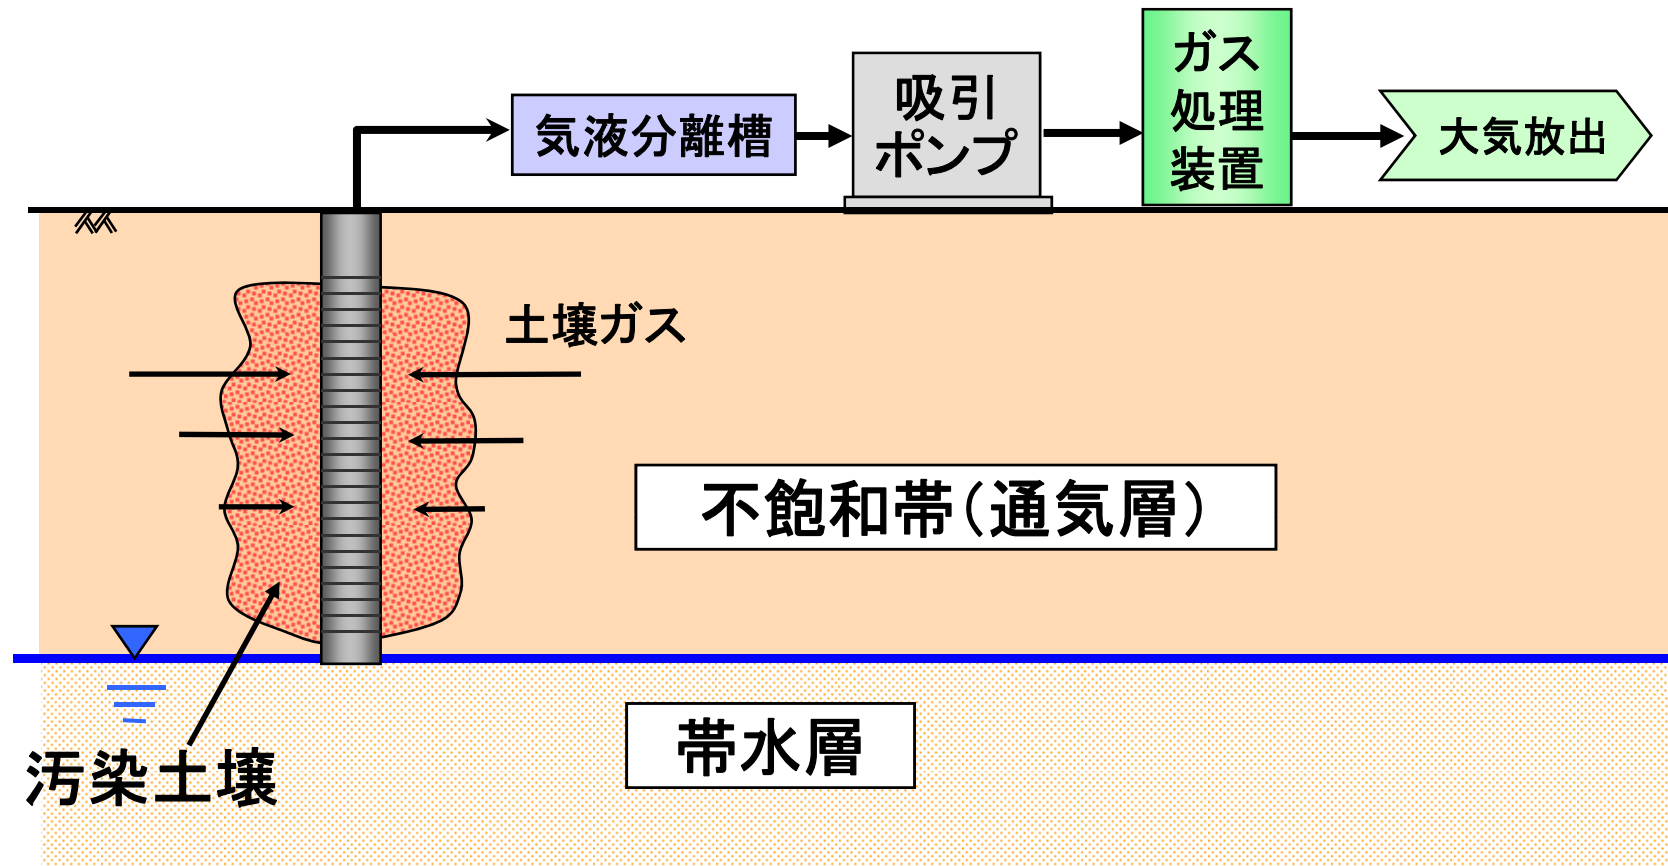 気液分離槽
吸引
ポンプ
ガス
処理
装置
大気放出
土壌ガス
不飽和帯(通気層)
帯水層
汚染土壌